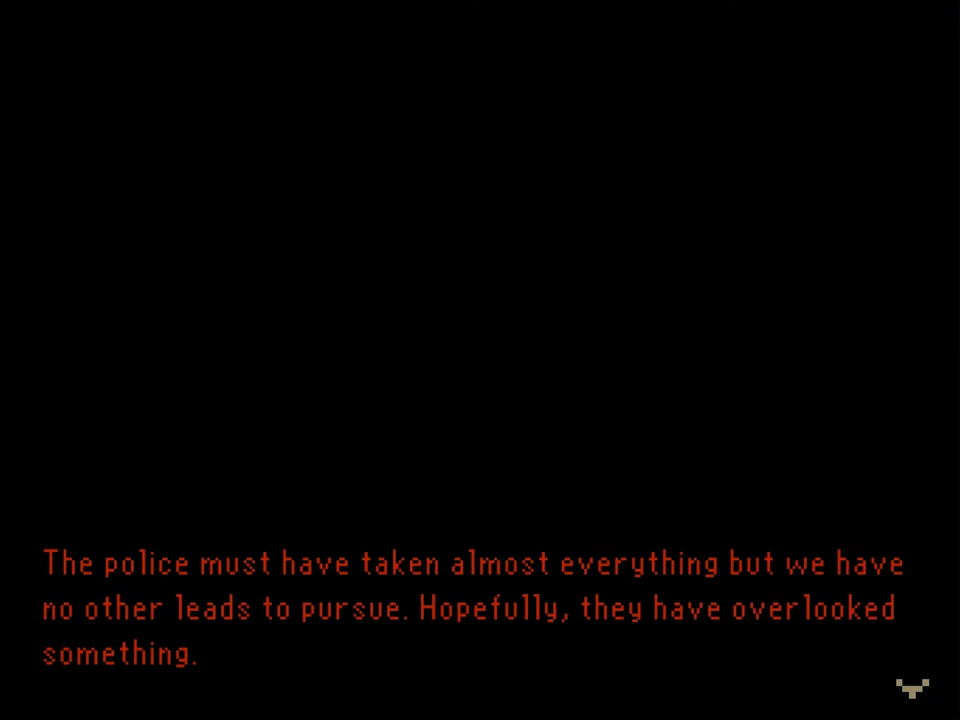 The police must have taken almost everything but we have
no other leads to pursue. Hopefully, they have overlooked
something.